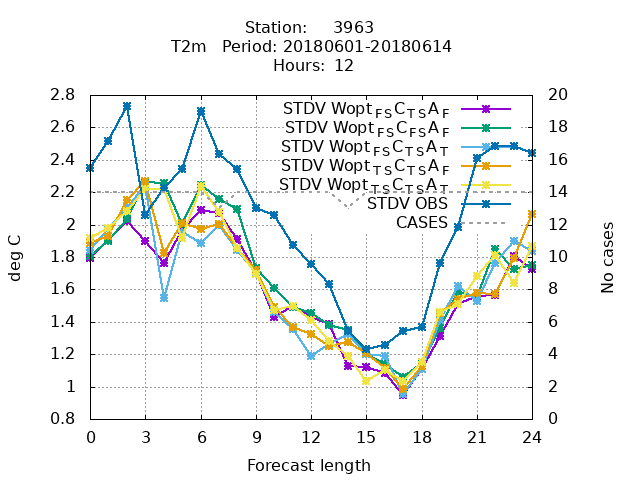 Station: 3963
T2m Period: 20180601-20180614
Hours: 12
STDV Wopt_FS C_TS A_F
STDV Wopt_FS C_FS A_F
STDV Wopt_FS C_TS A_T
STDV Wopt_TS C_TS A_F
STDV Wopt_TS C_TS A_T
STDV OBS
CASES
2.8
2.6
2.4
2.2
2
1.8
1.6
1.4
1.2
1
0.8
deg C
20
18
16
14
12
10
8
6
4
2
0
No cases
0 3 6 9 12 15 18 21 24
Forecast length